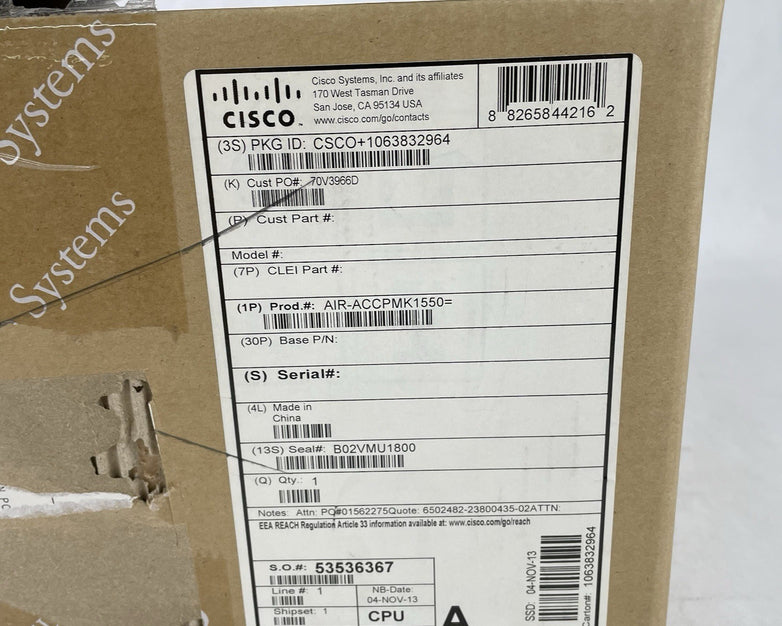 Systems
Systems
CISCO
Cisco Systems, Inc. and its affiliates
170 West Tasman Drive
San Jose, CA 95134 USA
www.cisco.com/go/contacts
8 82658 44216 2
(3S) PKG ID: CSCO+1063832964
(K) Cust PO#: 70V3966D
(P) Cust Part #:
Model #:
(7P) CLEI Part #:
(1P) Prod.#: AIR-ACCPMK1550=
(30P) Base P/N:
(S) Serial#:
(4L) Made in
China
(13S) Seal#: B02VMU1800
(Q) Qty.: 1
Notes: Attn: PO#01562275Quote: 6502482-23800435-02ATTN:
EEA REACH Regulation Article 33 information available at: www.cisco.com/go/reach
S.O.#: 53536367
Line #: 1
NB-Date:
04-NOV-13
Shipset: 1
CPU
A
SSD: 04-NOV-13
Carton#: 1063832964